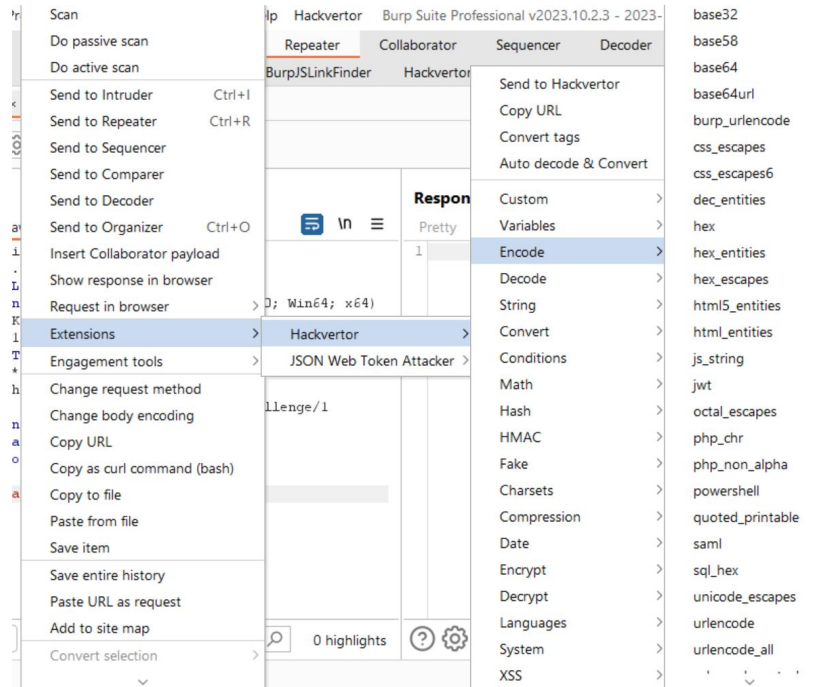 Scan
Do passive scan
Do active scan
Send to Intruder Ctrl+I
Send to Repeater Ctrl+R
Send to Sequencer
Send to Comparer
Send to Decoder
Send to Organizer Ctrl+O
Insert Collaborator payload
Show response in browser
Request in browser
Extensions
Engagement tools
Change request method
Change body encoding
Copy URL
Copy as curl command (bash)
Copy to file
Paste from file
Save item
Save entire history
Paste URL as request
Add to site map
Convert selection
lp Hackvertor Burp Suite Professional v2023.10.2.3 - 2023-
Repeater Collaborator Sequencer Decoder
BurpJSLinkFinder Hackvertor
\n
; Win64; x64)
Hackvertor
JSON Web Token Attacker
llenge/1
0 highlights
Respon
Pretty
1
Send to Hackvertor
Copy URL
Convert tags
Auto decode & Convert
Custom
Variables
Encode
Decode
String
Convert
Conditions
Math
Hash
HMAC
Fake
Charsets
Compression
Date
Encrypt
Decrypt
Languages
System
XSS
base32
base58
base64
base64url
burp_urlencode
css_escapes
css_escapes6
dec_entities
hex
hex_entities
hex_escapes
html5_entities
html_entities
js_string
jwt
octal_escapes
php_chr
php_non_alpha
powershell
quoted_printable
saml
sql_hex
unicode_escapes
urlencode
urlencode_all